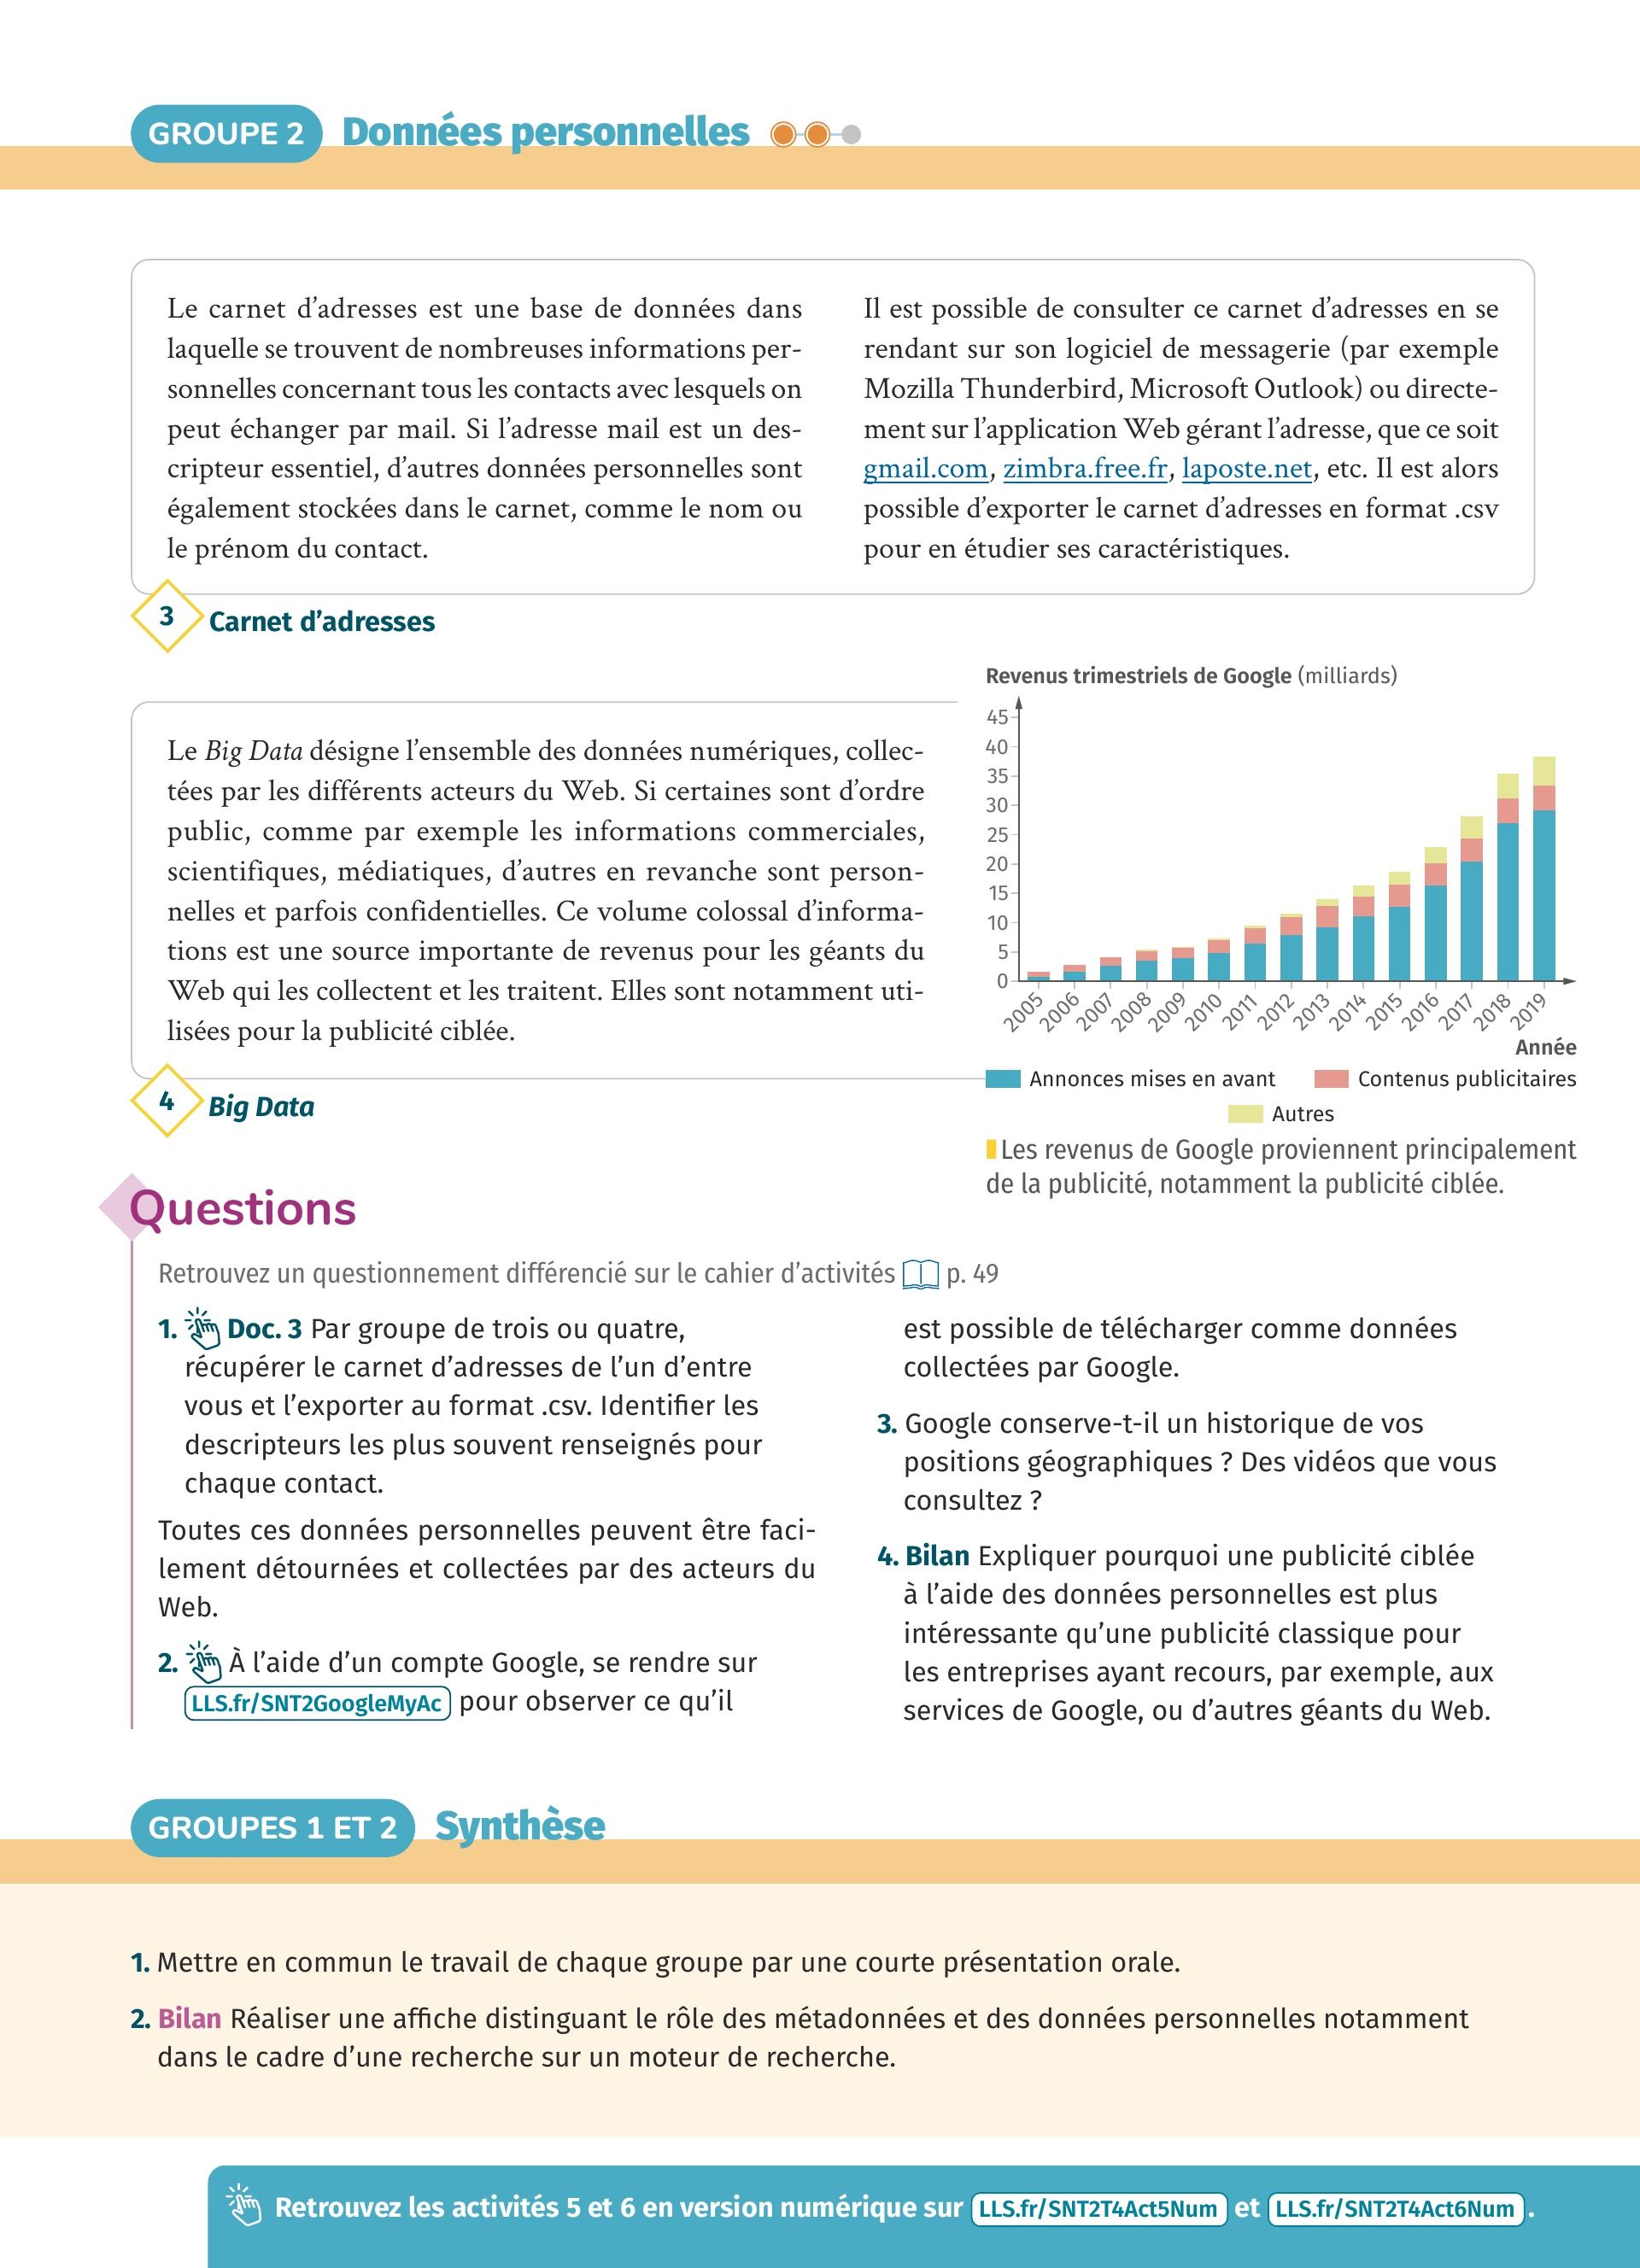 GROUPE 2 Données personnelles
Le carnet d’adresses est une base de données dans
laquelle se trouvent de nombreuses informations per-
sonnelles concernant tous les contacts avec lesquels on
peut échanger par mail. Si l’adresse mail est un des-
cripteur essentiel, d’autres données personnelles sont
également stockées dans le carnet, comme le nom ou
le prénom du contact.
Il est possible de consulter ce carnet d’adresses en se
rendant sur son logiciel de messagerie (par exemple
Mozilla Thunderbird, Microsoft Outlook) ou directe-
ment sur l’application Web gérant l’adresse, que ce soit
gmail.com, zimbra.free.fr, laposte.net, etc. Il est alors
possible d’exporter le carnet d’adresses en format .csv
pour en étudier ses caractéristiques.
3 Carnet d’adresses
Le Big Data désigne l’ensemble des données numériques, collec-
tées par les différents acteurs du Web. Si certaines sont d’ordre
public, comme par exemple les informations commerciales,
scientifiques, médiatiques, d’autres en revanche sont person-
nelles et parfois confidentielles. Ce volume colossal d’informa-
tions est une source importante de revenus pour les géants du
Web qui les collectent et les traitent. Elles sont notamment uti-
lisées pour la publicité ciblée.
4 Big Data
Revenus trimestriels de Google (milliards)
45
40
35
30
25
20
15
10
5
0
2005 2006 2007 2008 2009 2010 2011 2012 2013 2014 2015 2016 2017 2018 2019
Année
Annonces mises en avant Contenus publicitaires
Autres
Les revenus de Google proviennent principalement
de la publicité, notamment la publicité ciblée.
Questions
Retrouvez un questionnement différencié sur le cahier d’activités p. 49
1. Doc. 3 Par groupe de trois ou quatre,
récupérer le carnet d’adresses de l’un d’entre
vous et l’exporter au format .csv. Identifier les
descripteurs les plus souvent renseignés pour
chaque contact.
Toutes ces données personnelles peuvent être faci-
lement détournées et collectées par des acteurs du
Web.
2. À l’aide d’un compte Google, se rendre sur
LLS.fr/SNT2GoogleMyAc pour observer ce qu’il
est possible de télécharger comme données
collectées par Google.
3. Google conserve-t-il un historique de vos
positions géographiques ? Des vidéos que vous
consultez ?
4. Bilan Expliquer pourquoi une publicité ciblée
à l’aide des données personnelles est plus
intéressante qu’une publicité classique pour
les entreprises ayant recours, par exemple, aux
services de Google, ou d’autres géants du Web.
GROUPES 1 ET 2 Synthèse
1. Mettre en commun le travail de chaque groupe par une courte présentation orale.
2. Bilan Réaliser une affiche distinguant le rôle des métadonnées et des données personnelles notamment
dans le cadre d’une recherche sur un moteur de recherche.
Retrouvez les activités 5 et 6 en version numérique sur LLS.fr/SNT2T4Act5Num et LLS.fr/SNT2T4Act6Num .